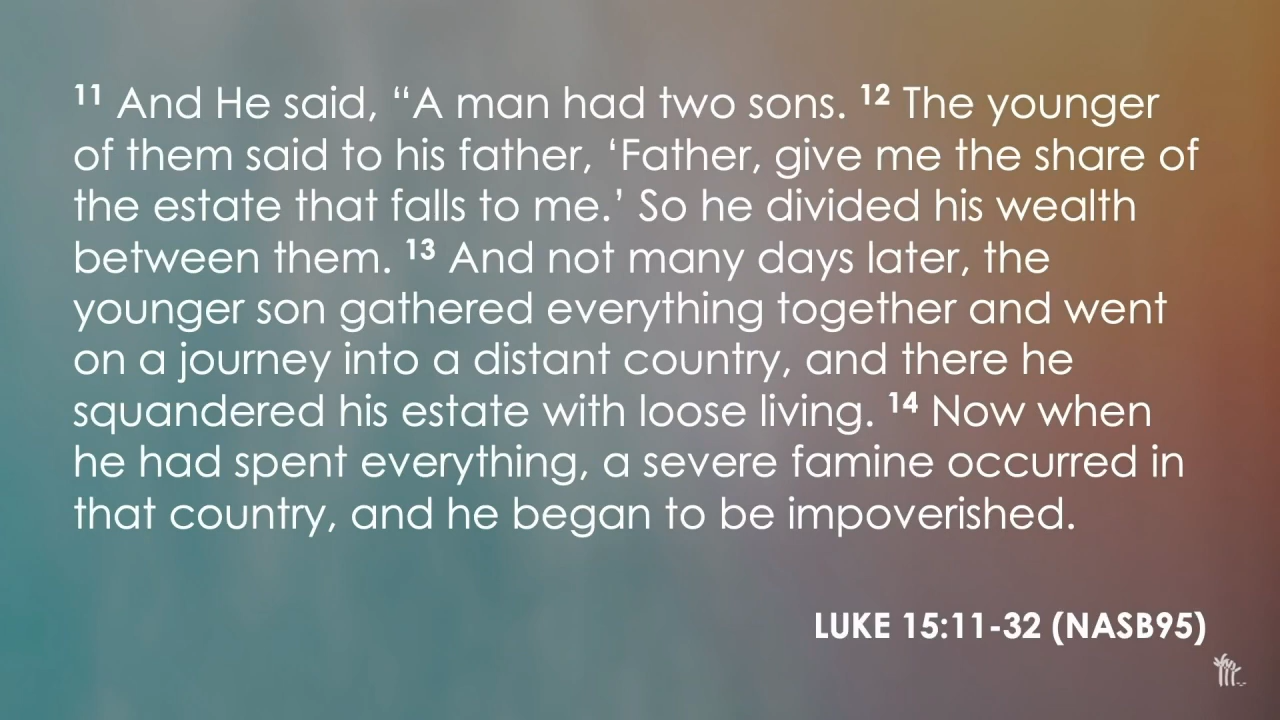 11 And He said, “A man had two sons. 12 The younger
of them said to his father, ‘Father, give me the share of
the estate that falls to me.’ So he divided his wealth
between them. 13 And not many days later, the
younger son gathered everything together and went
on a journey into a distant country, and there he
squandered his estate with loose living. 14 Now when
he had spent everything, a severe famine occurred in
that country, and he began to be impoverished.
LUKE 15:11-32 (NASB95)